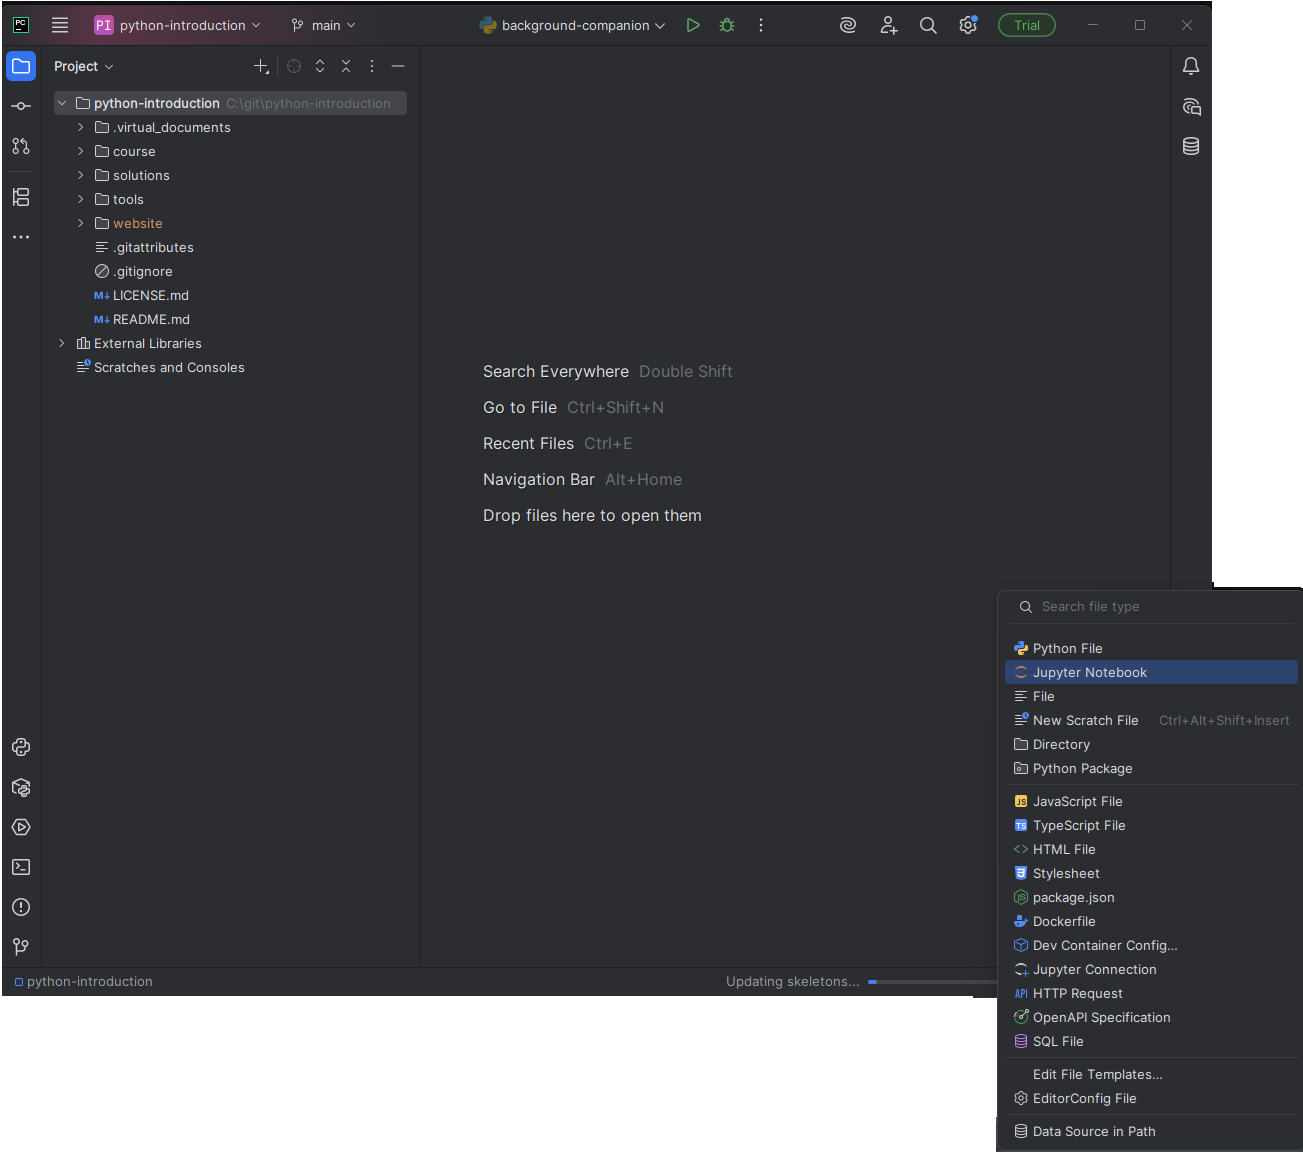 PC PI python-introduction main background-companion Trial
Project
python-introduction C:\git\python-introduction
.virtual_documents
course
solutions
tools
website
.gitattributes
.gitignore
M↓ LICENSE.md
M↓ README.md
External Libraries
Scratches and Consoles
Search Everywhere Double Shift
Go to File Ctrl+Shift+N
Recent Files Ctrl+E
Navigation Bar Alt+Home
Drop files here to open them
python-introduction
Updating skeletons...
Search file type
Python File
Jupyter Notebook
File
New Scratch File Ctrl+Alt+Shift+Insert
Directory
Python Package
JS JavaScript File
TS TypeScript File
<> HTML File
Stylesheet
JS package.json
Dockerfile
Dev Container Config...
Jupyter Connection
API HTTP Request
OpenAPI Specification
SQL File
Edit File Templates...
EditorConfig File
Data Source in Path